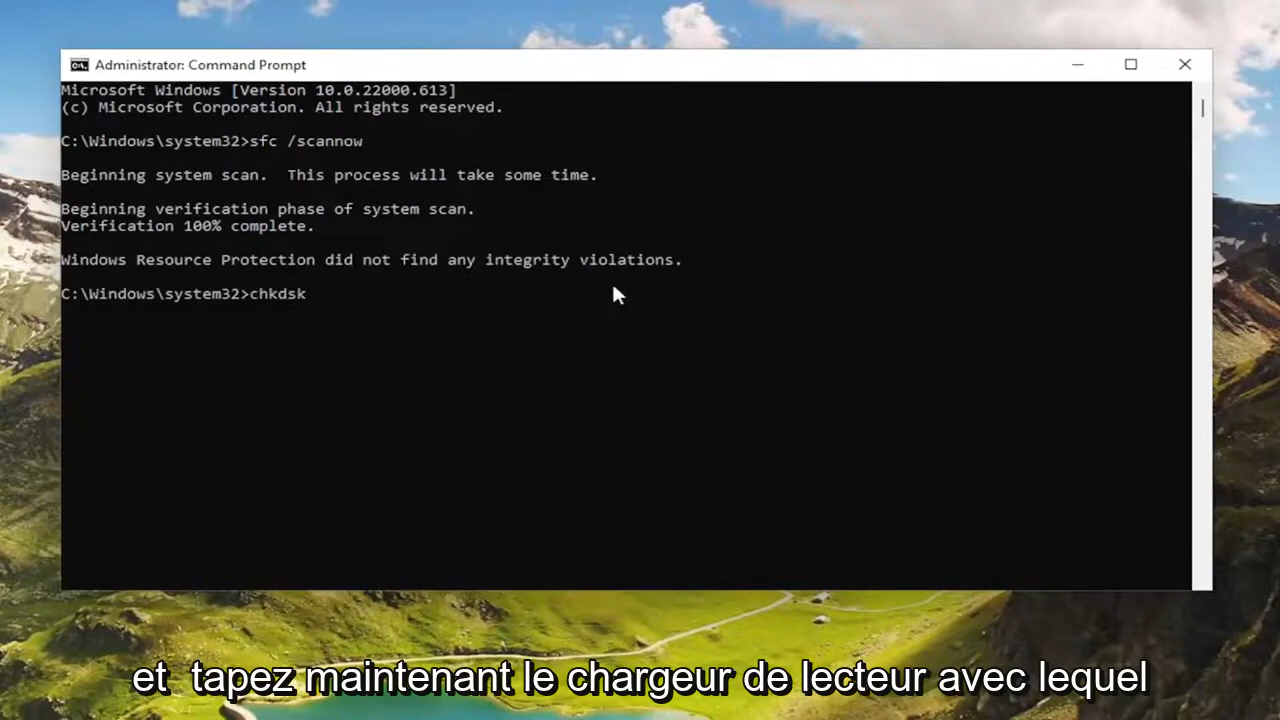 Administrator: Command Prompt
Microsoft Windows [Version 10.0.22000.613]
(c) Microsoft Corporation. All rights reserved.
C:\Windows\system32>sfc /scannow
Beginning system scan.  This process will take some time.
Beginning verification phase of system scan.
Verification 100% complete.
Windows Resource Protection did not find any integrity violations.
C:\Windows\system32>chkdsk
et  tapez maintenant le chargeur de lecteur avec lequel